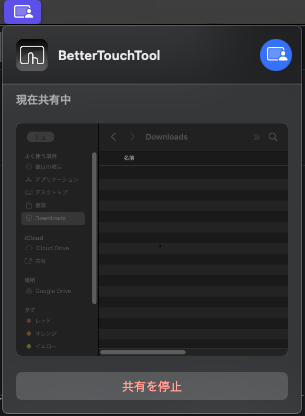 BetterTouchTool
現在共有中
Downloads
名前
よく使う項目
最近の項目
アプリケーション
デスクトップ
書類
Downloads
iCloud
iCloud Drive
共有
場所
Google Drive
タグ
レッド
オレンジ
イエロー
共有を停止